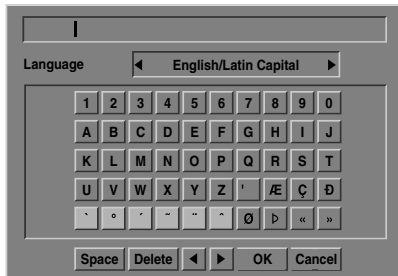 Language ◀ English/Latin Capital ▶
1 2 3 4 5 6 7 8 9 0
A B C D E F G H I J
K L M N O P Q R S T
U V W X Y Z ' Æ Ç Ð
` ° ´ ˜ ¨ ˆ Ø Þ « »
Space Delete ◀ ▶ OK Cancel